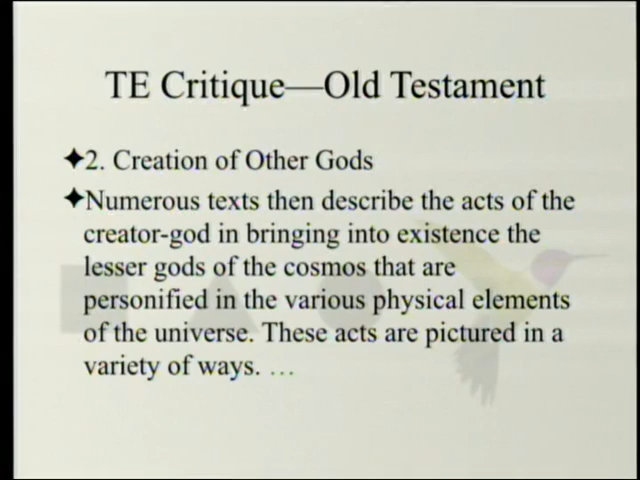 TE Critique—Old Testament
2. Creation of Other Gods
Numerous texts then describe the acts of the
creator-god in bringing into existence the
lesser gods of the cosmos that are
personified in the various physical elements
of the universe. These acts are pictured in a
variety of ways. …